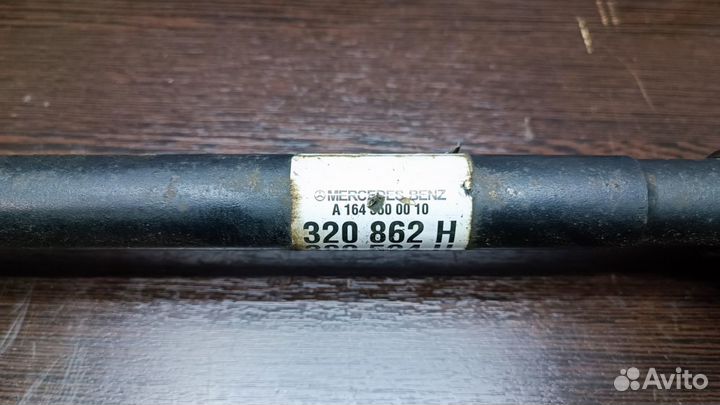 MERCEDES-BENZ
A 164 350 00 10
320 862 H
Avito